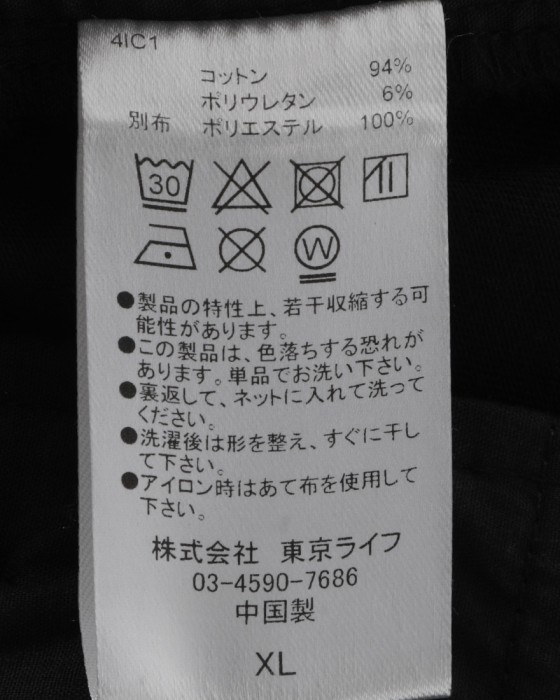 4IC1
コットン 94%
ポリウレタン 6%
別布 ポリエステル 100%
30
W
●製品の特性上、若干収縮する可
能性があります。
●この製品は、色落ちする恐れが
あります。単品でお洗い下さい。
●裏返して、ネットに入れて洗って
ください。
●洗濯後は形を整え、すぐに干し
て下さい。
●アイロン時はあて布を使用して
下さい。
株式会社 東京ライフ
03-4590-7686
中国製
XL